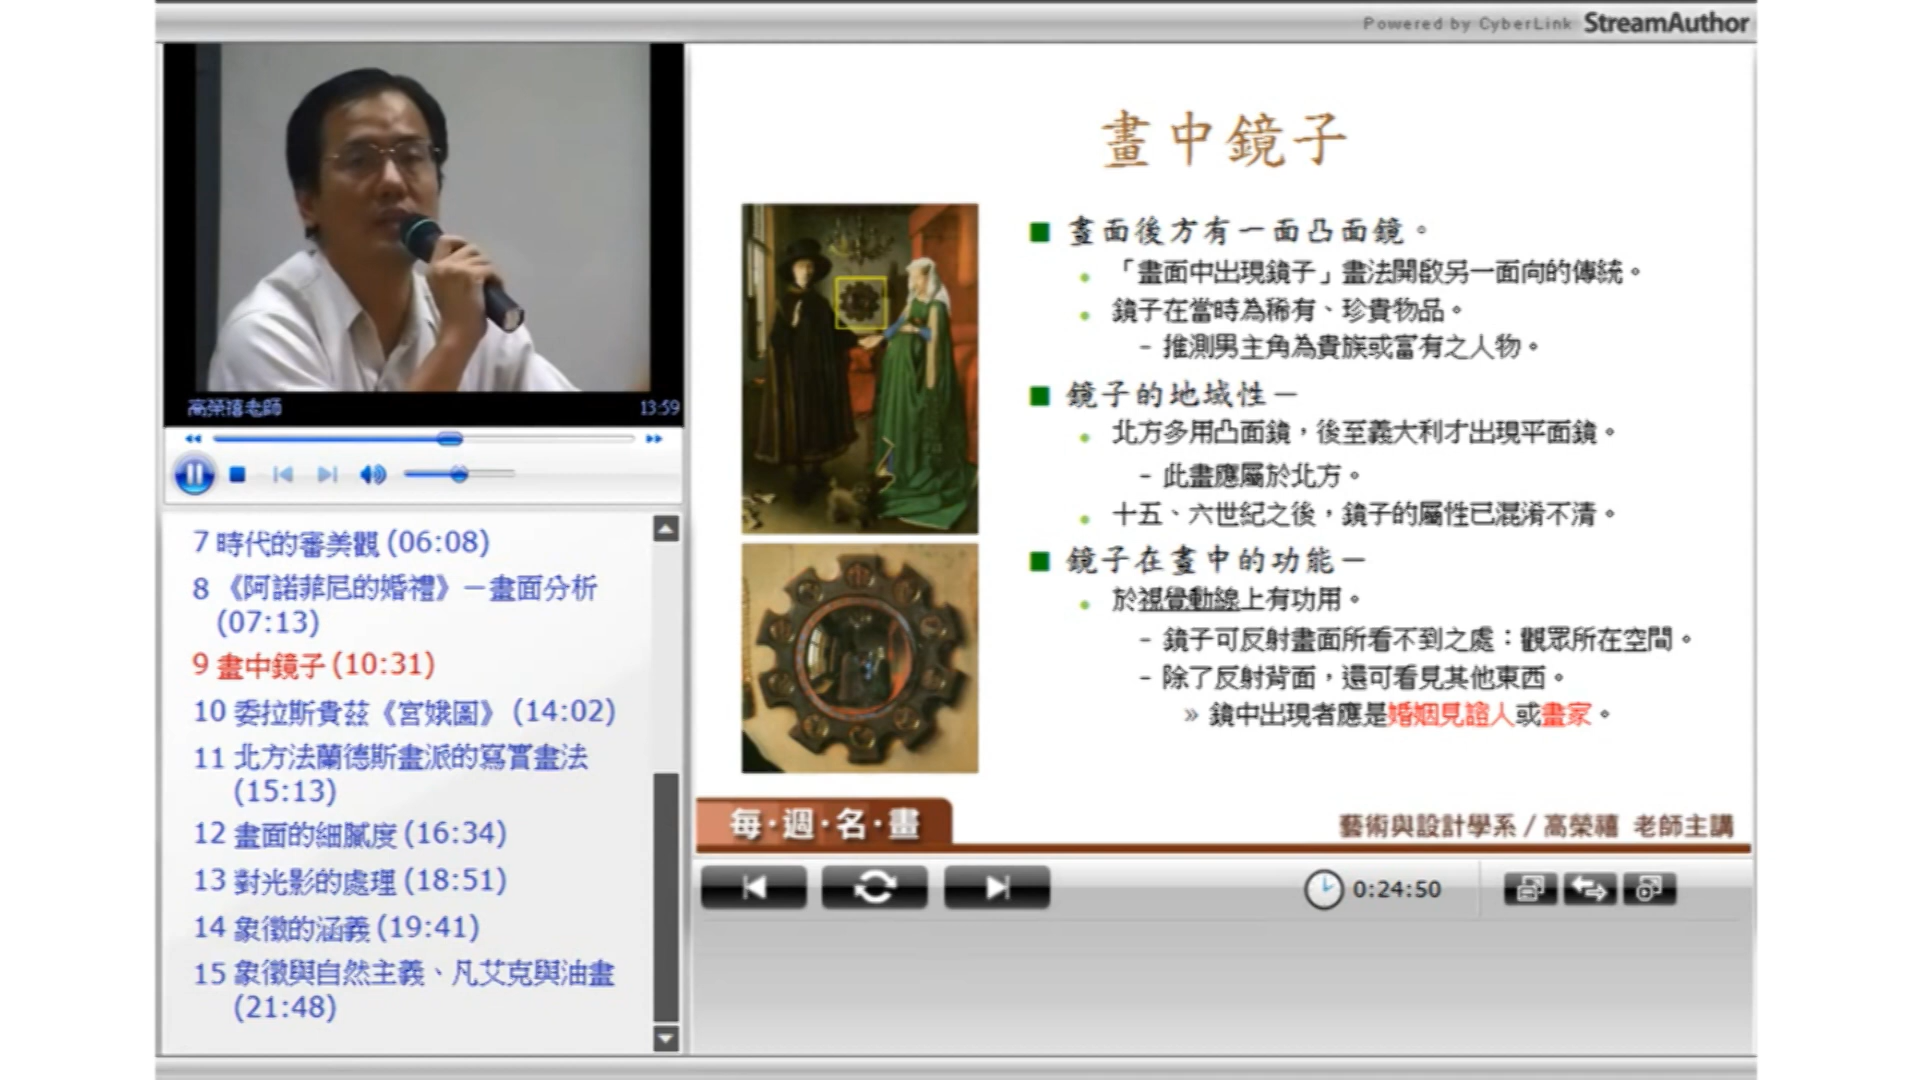 Powered by CyberLink StreamAuthor
高榮禧老師
13:59
7 時代的審美觀 (06:08)
8 《阿諾菲尼的婚禮》－畫面分析
(07:13)
9 畫中鏡子 (10:31)
10 委拉斯貴茲《宮娥圖》 (14:02)
11 北方法蘭德斯畫派的寫實畫法
(15:13)
12 畫面的細膩度 (16:34)
13 對光影的處理 (18:51)
14 象徵的涵義 (19:41)
15 象徵與自然主義、凡艾克與油畫
(21:48)
畫中鏡子
畫面後方有一面凸面鏡。
「畫面中出現鏡子」畫法開啟另一面向的傳統。
鏡子在當時為稀有、珍貴物品。
– 推測男主角為貴族或富有之人物。
鏡子的地域性－
北方多用凸面鏡，後至義大利才出現平面鏡。
– 此畫應屬於北方。
十五、六世紀之後，鏡子的屬性已混淆不清。
鏡子在畫中的功能－
於視覺動線上有功用。
– 鏡子可反射畫面所看不到之處：觀眾所在空間。
– 除了反射背面，還可看見其他東西。
» 鏡中出現者應是婚姻見證人或畫家。
每·週·名·畫
藝術與設計學系 / 高榮禧 老師主講
0:24:50